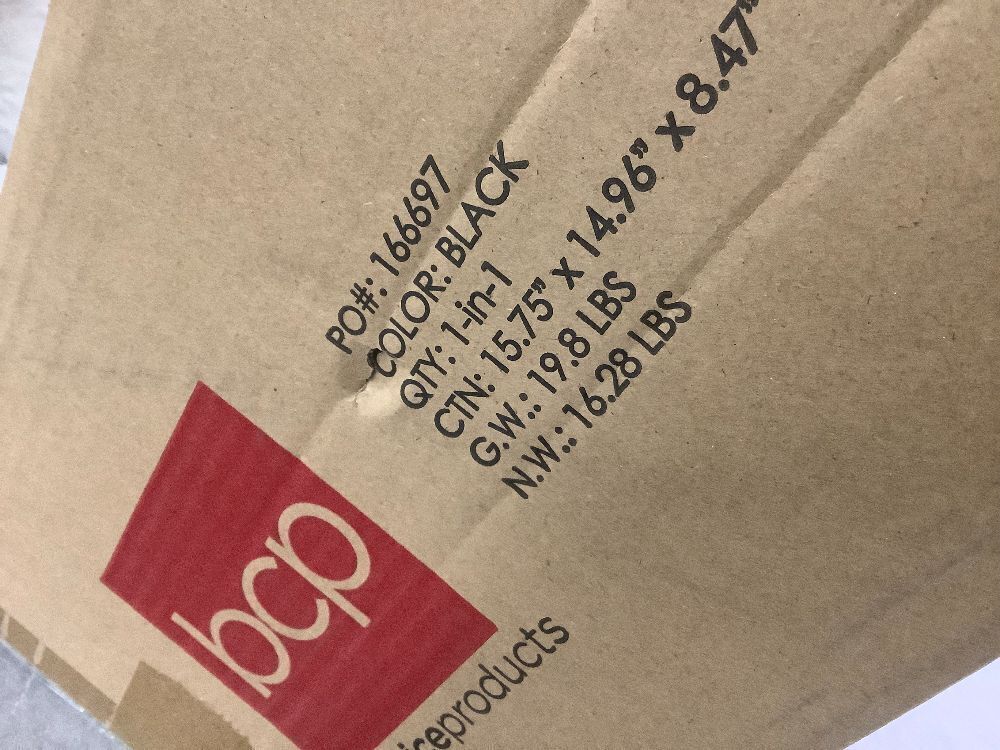 PO#: 166697
COLOR: BLACK
QTY: 1-in-1
CTN: 15.75” x 14.96” x 8.47”
G.W.: 19.8 LBS
N.W.: 16.28 LBS
bcp
iceproducts